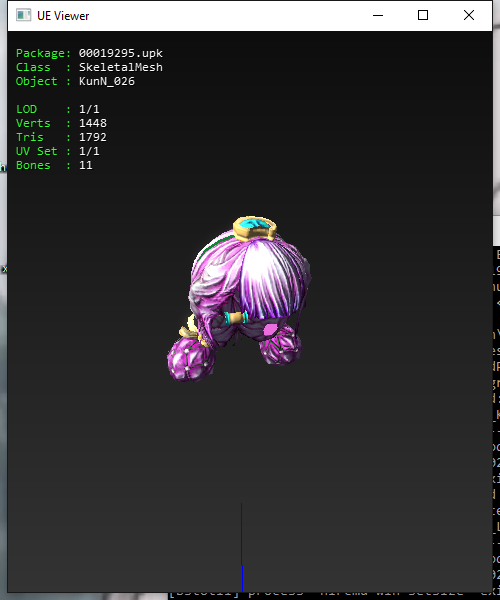 UE Viewer
Package: 00019295.upk
Class : SkeletalMesh
Object : KunN_026
LOD : 1/1
Verts : 1448
Tris : 1792
UV Set : 1/1
Bones : 11